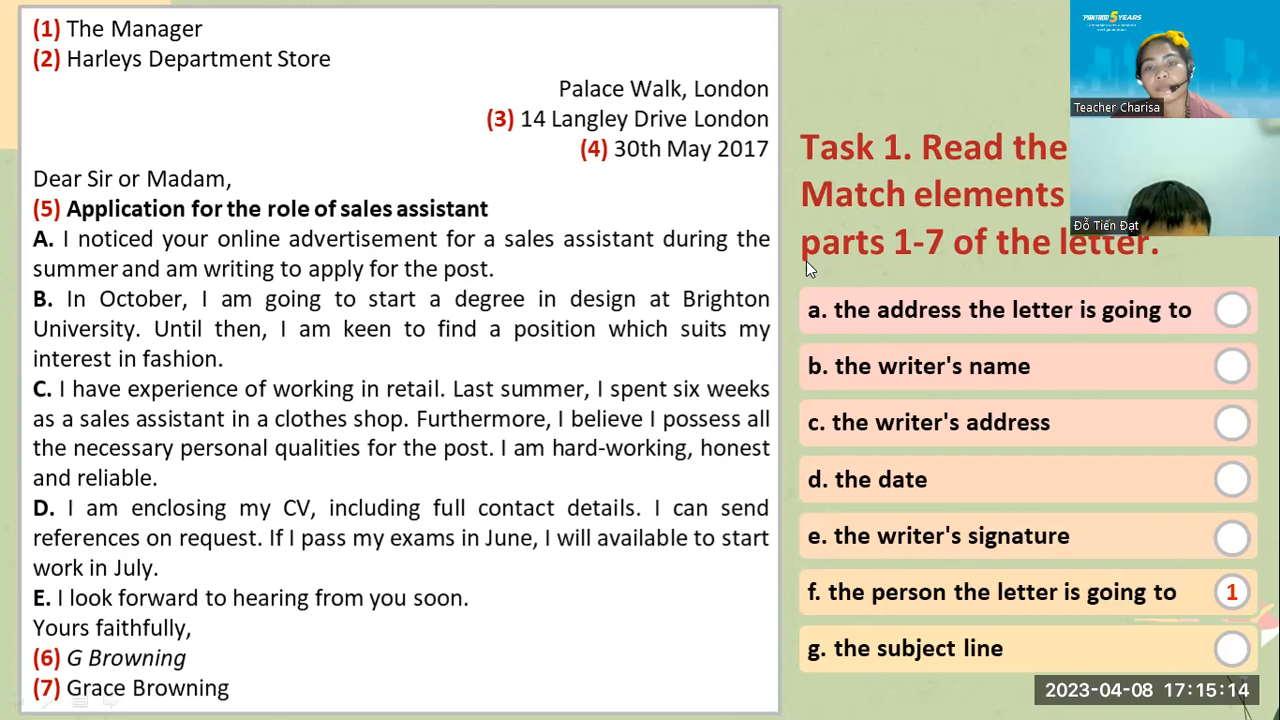 (1) The Manager
(2) Harleys Department Store
Palace Walk, London
(3) 14 Langley Drive London
(4) 30th May 2017
Dear Sir or Madam,
(5) Application for the role of sales assistant
A. I noticed your online advertisement for a sales assistant during the
summer and am writing to apply for the post.
B. In October, I am going to start a degree in design at Brighton
University. Until then, I am keen to find a position which suits my
interest in fashion.
C. I have experience of working in retail. Last summer, I spent six weeks
as a sales assistant in a clothes shop. Furthermore, I believe I possess all
the necessary personal qualities for the post. I am hard-working, honest
and reliable.
D. I am enclosing my CV, including full contact details. I can send
references on request. If I pass my exams in June, I will available to start
work in July.
E. I look forward to hearing from you soon.
Yours faithfully,
(6) G Browning
(7) Grace Browning
Task 1. Read the
Match elements
parts 1-7 of the letter.
a. the address the letter is going to
b. the writer's name
c. the writer's address
d. the date
e. the writer's signature
f. the person the letter is going to 1
g. the subject line
5 YEARS
Teacher Charisa
Đỗ Tiến Đạt
2023-04-08 17:15:14